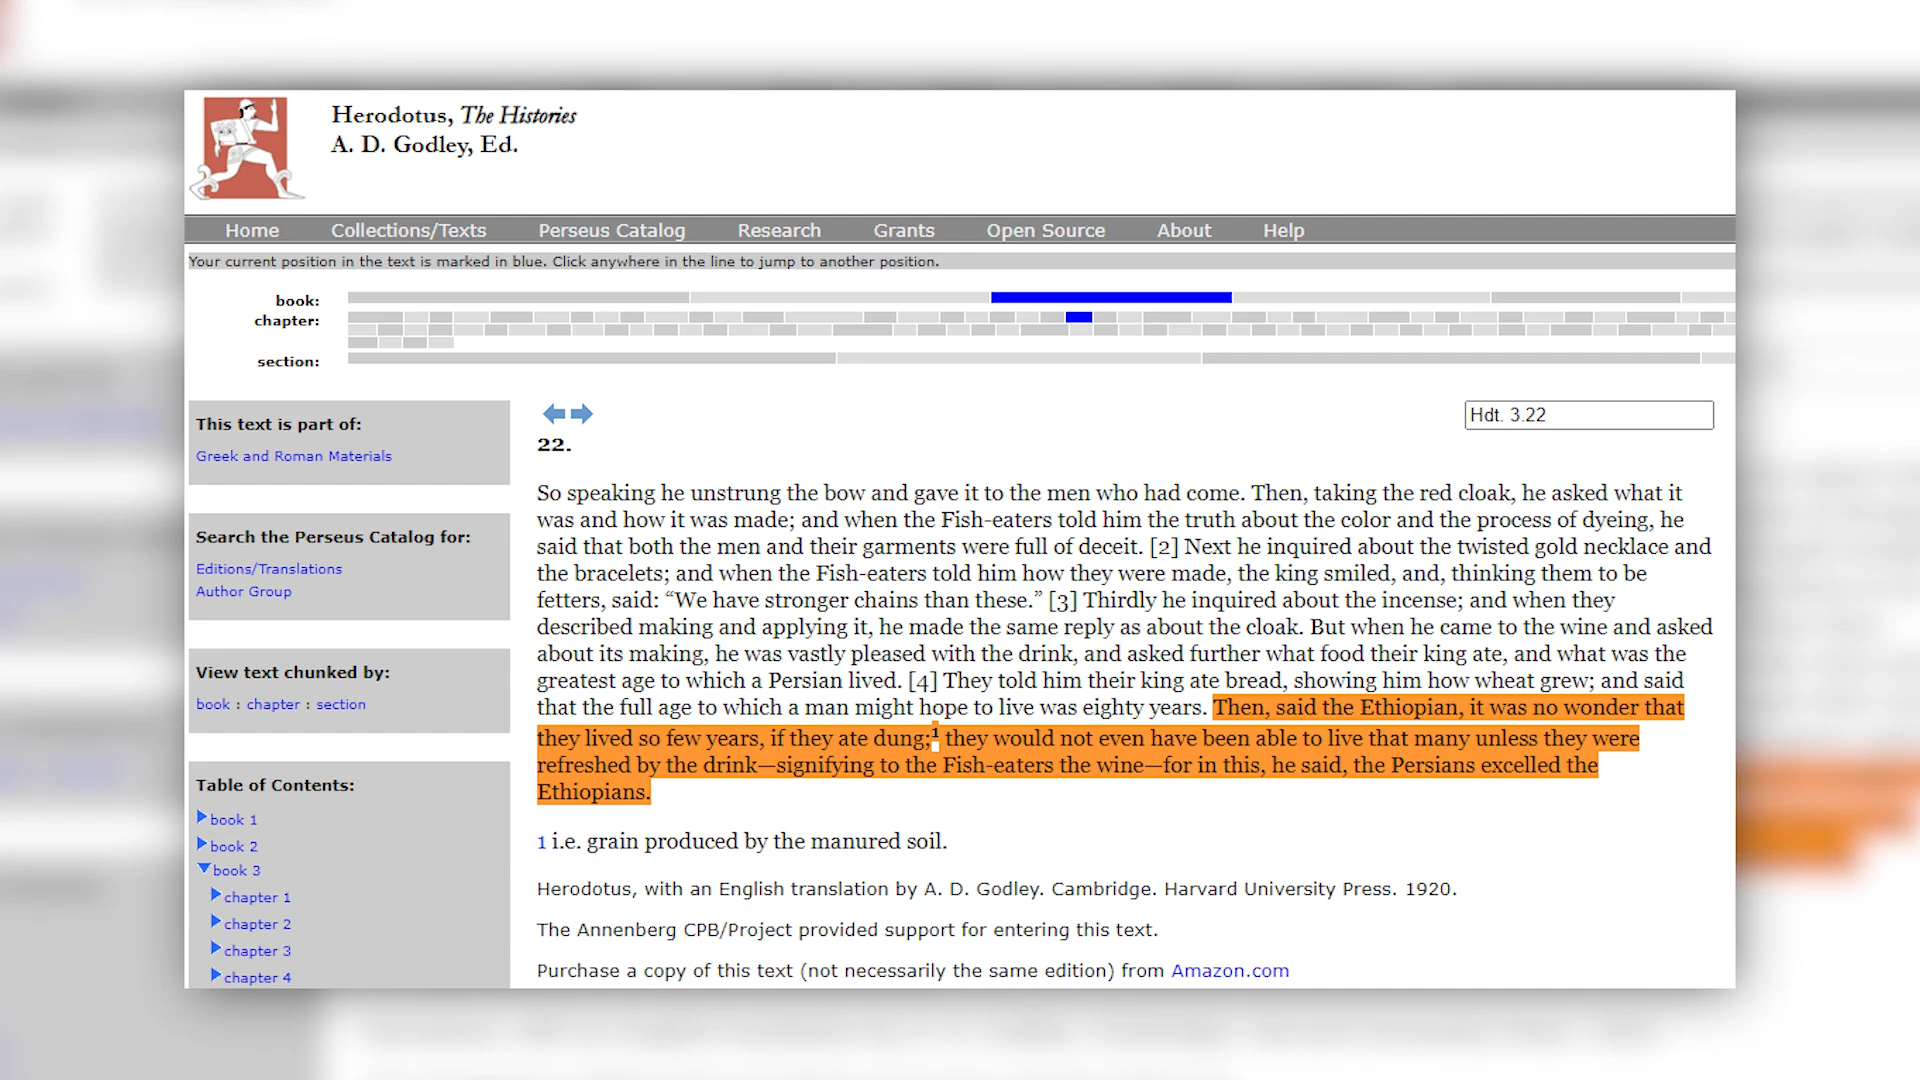 Herodotus, The Histories
A. D. Godley, Ed.
Home Collections/Texts Perseus Catalog Research Grants Open Source About Help
Your current position in the text is marked in blue. Click anywhere in the line to jump to another position.
book:
chapter:
section:
This text is part of:
Greek and Roman Materials
Search the Perseus Catalog for:
Editions/Translations
Author Group
View text chunked by:
book : chapter : section
Table of Contents:
book 1
book 2
book 3
chapter 1
chapter 2
chapter 3
chapter 4
Hdt. 3.22
22.
So speaking he unstrung the bow and gave it to the men who had come. Then, taking the red cloak, he asked what it
was and how it was made; and when the Fish-eaters told him the truth about the color and the process of dyeing, he
said that both the men and their garments were full of deceit. [2] Next he inquired about the twisted gold necklace and
the bracelets; and when the Fish-eaters told him how they were made, the king smiled, and, thinking them to be
fetters, said: “We have stronger chains than these.” [3] Thirdly he inquired about the incense; and when they
described making and applying it, he made the same reply as about the cloak. But when he came to the wine and asked
about its making, he was vastly pleased with the drink, and asked further what food their king ate, and what was the
greatest age to which a Persian lived. [4] They told him their king ate bread, showing him how wheat grew; and said
that the full age to which a man might hope to live was eighty years. Then, said the Ethiopian, it was no wonder that
they lived so few years, if they ate dung;1 they would not even have been able to live that many unless they were
refreshed by the drink—signifying to the Fish-eaters the wine—for in this, he said, the Persians excelled the
Ethiopians.
1 i.e. grain produced by the manured soil.
Herodotus, with an English translation by A. D. Godley. Cambridge. Harvard University Press. 1920.
The Annenberg CPB/Project provided support for entering this text.
Purchase a copy of this text (not necessarily the same edition) from Amazon.com